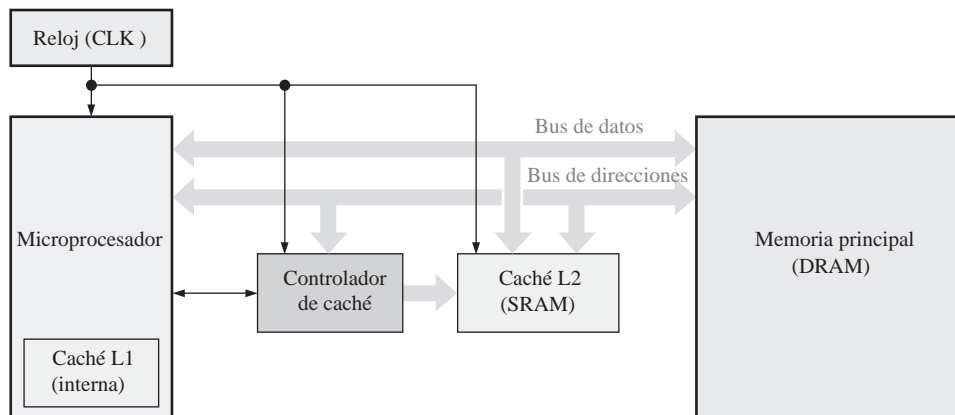 Reloj (CLK )
Bus de datos
Bus de direcciones
Microprocesador
Memoria principal
(DRAM)
Controlador
de caché
Caché L2
(SRAM)
Caché L1
(interna)